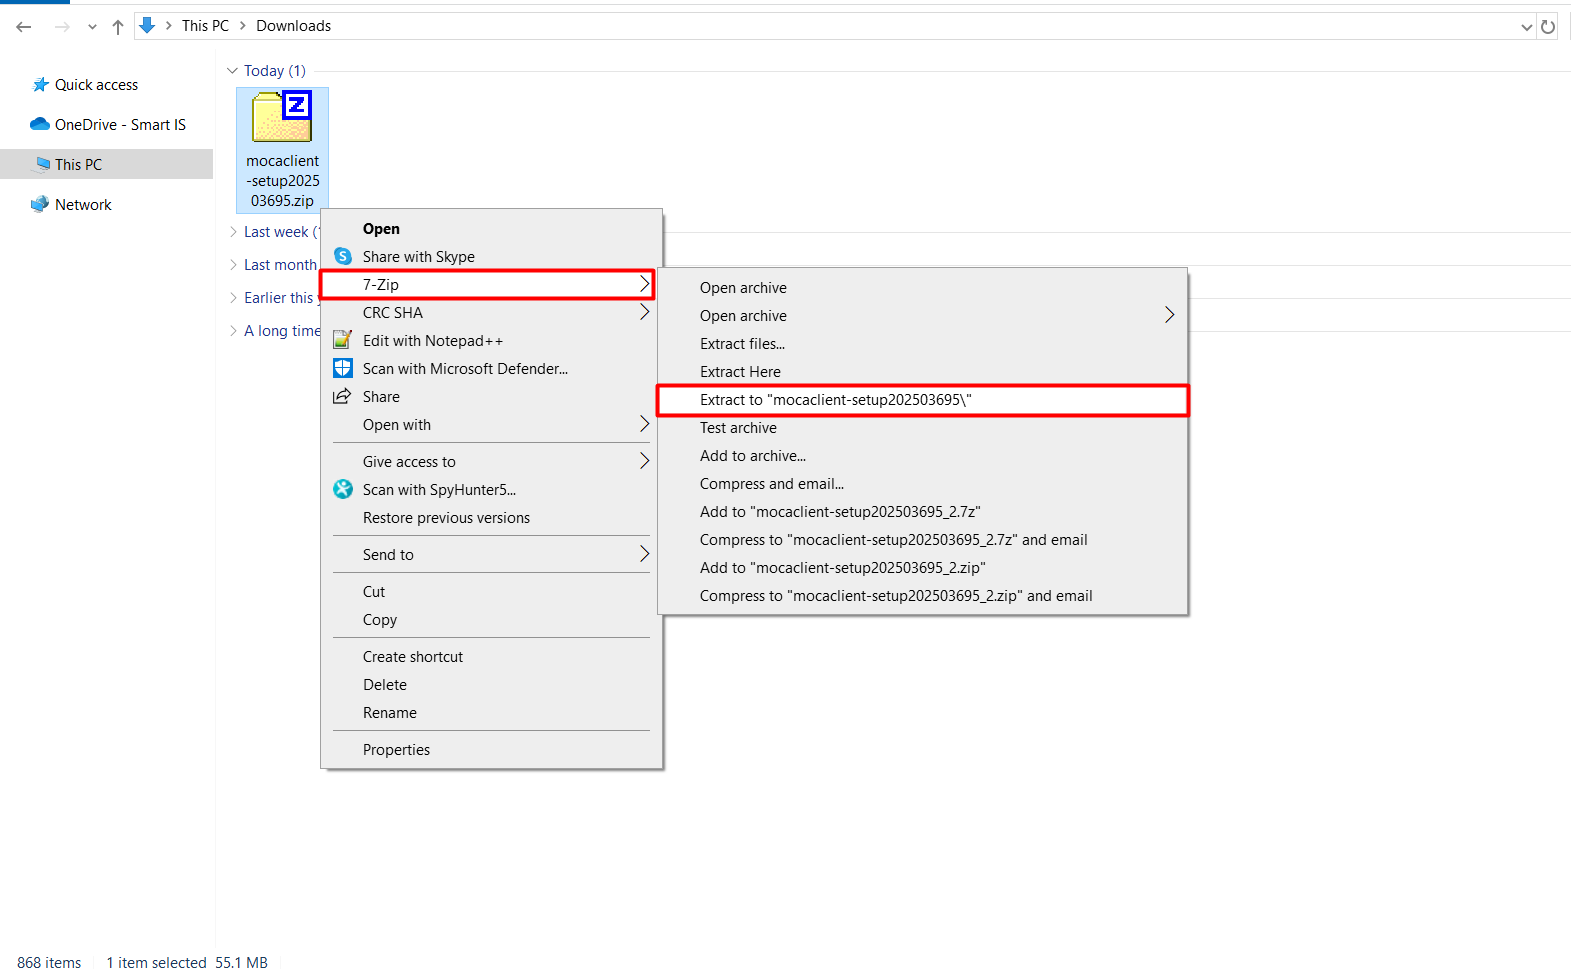 This PC
Downloads
Quick access
OneDrive - Smart IS
This PC
Network
Today (1)
Z
mocaclient
-setup2025
03695.zip
Last week (
Last month
Earlier this
A long time
Open
S
Share with Skype
7-Zip
CRC SHA
Edit with Notepad++
Scan with Microsoft Defender...
Share
Open with
Give access to
Scan with SpyHunter5...
Restore previous versions
Send to
Cut
Copy
Create shortcut
Delete
Rename
Properties
Open archive
Open archive
Extract files...
Extract Here
Extract to "mocaclient-setup202503695\"
Test archive
Add to archive...
Compress and email...
Add to "mocaclient-setup202503695_2.7z"
Compress to "mocaclient-setup202503695_2.7z" and email
Add to "mocaclient-setup202503695_2.zip"
Compress to "mocaclient-setup202503695_2.zip" and email
868 items
1 item selected 55.1 MB